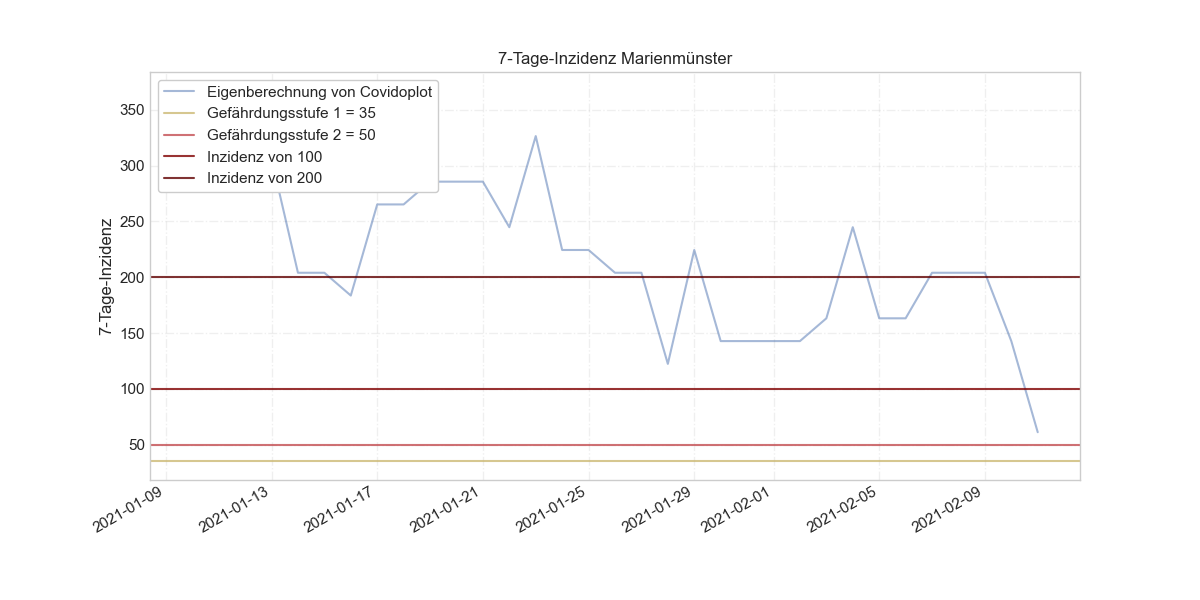 7-Tage-Inzidenz Marienmünster
Eigenberechnung von Covidoplot
Gefährdungsstufe 1 = 35
Gefährdungsstufe 2 = 50
Inzidenz von 100
Inzidenz von 200
7-Tage-Inzidenz
350
300
250
200
150
100
50
2021-01-09
2021-01-13
2021-01-17
2021-01-21
2021-01-25
2021-01-29
2021-02-01
2021-02-05
2021-02-09